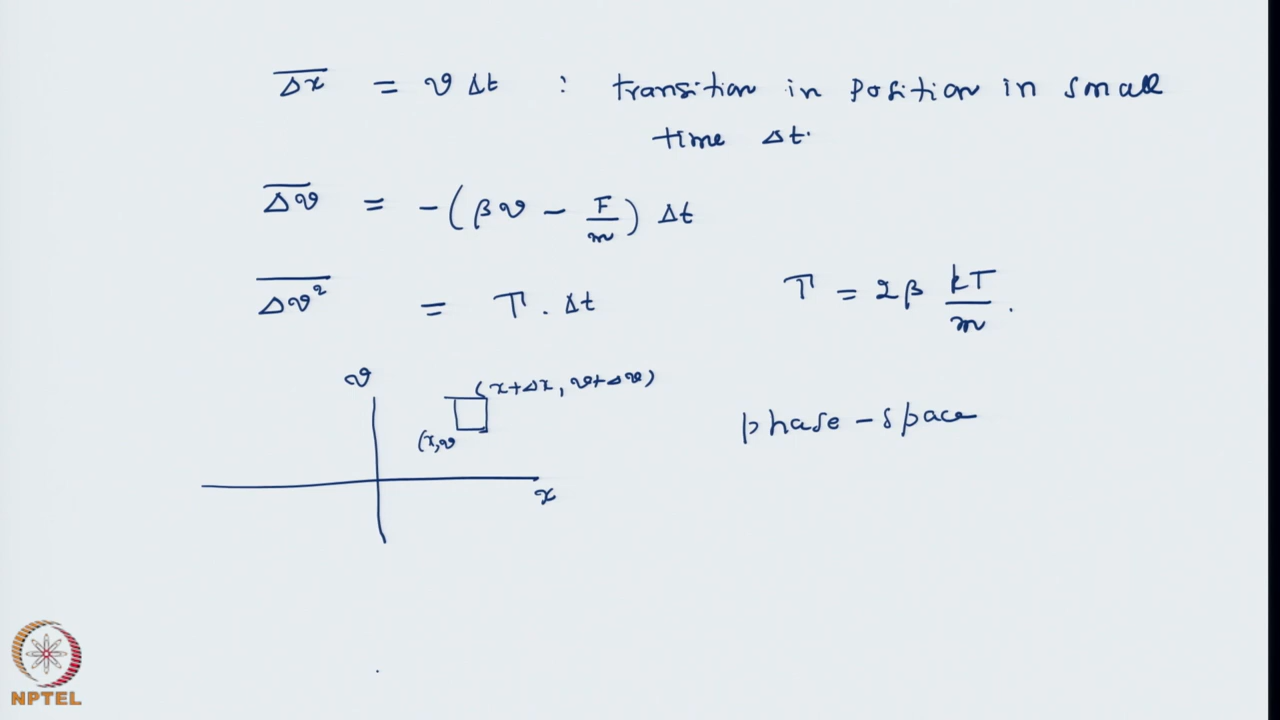 Δx̅ = v Δt : transition in position in small
time Δt.
Δv̅ = -(βv - F/m) Δt
Δv²̅ = Γ . Δt    Γ = 2β kT/m .
v
(x+Δx, v+Δv)
(x,v
phase-space
x
NPTEL